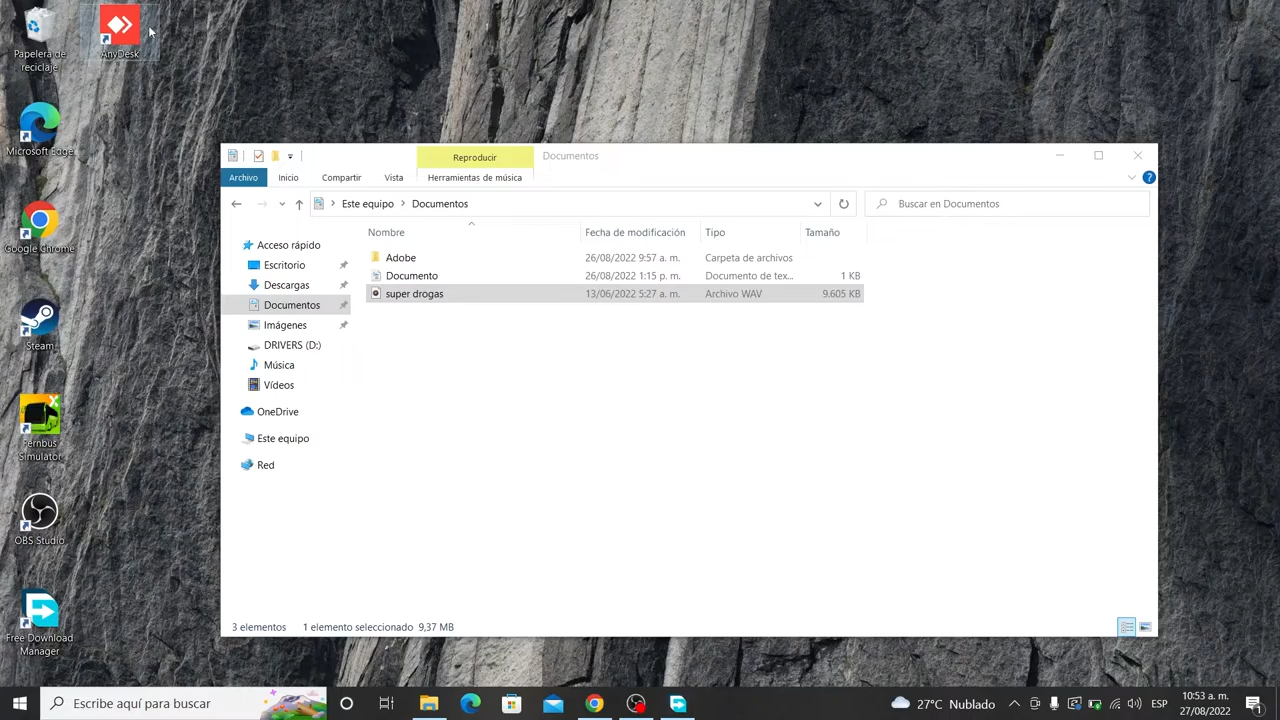 Papelera de
reciclaje
AnyDesk
Microsoft Edge
Google Chrome
Steam
Fernbus
Simulator
OBS Studio
Free Download
Manager
Reproducir
Documentos
Archivo
Inicio
Compartir
Vista
Herramientas de música
Este equipo
Documentos
Buscar en Documentos
Nombre
Fecha de modificación
Tipo
Tamaño
Acceso rápido
Escritorio
Descargas
Documentos
Imágenes
DRIVERS (D:)
Música
Vídeos
OneDrive
Este equipo
Red
Adobe 26/08/2022 9:57 a. m. Carpeta de archivos
Documento 26/08/2022 1:15 p. m. Documento de tex... 1 KB
super drogas 13/06/2022 5:27 a. m. Archivo WAV 9.605 KB
3 elementos 1 elemento seleccionado 9,37 MB
Escribe aquí para buscar
27°C Nublado
ESP
10:53 a. m.
27/08/2022
1